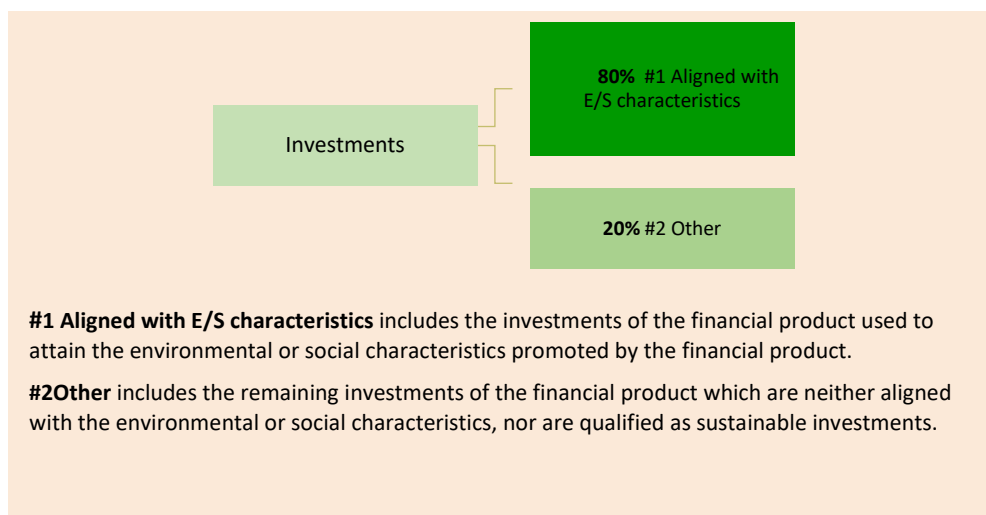 80% #1 Aligned with
E/S characteristics
Investments
20% #2 Other
#1 Aligned with E/S characteristics includes the investments of the financial product used to
attain the environmental or social characteristics promoted by the financial product.
#2Other includes the remaining investments of the financial product which are neither aligned
with the environmental or social characteristics, nor are qualified as sustainable investments.